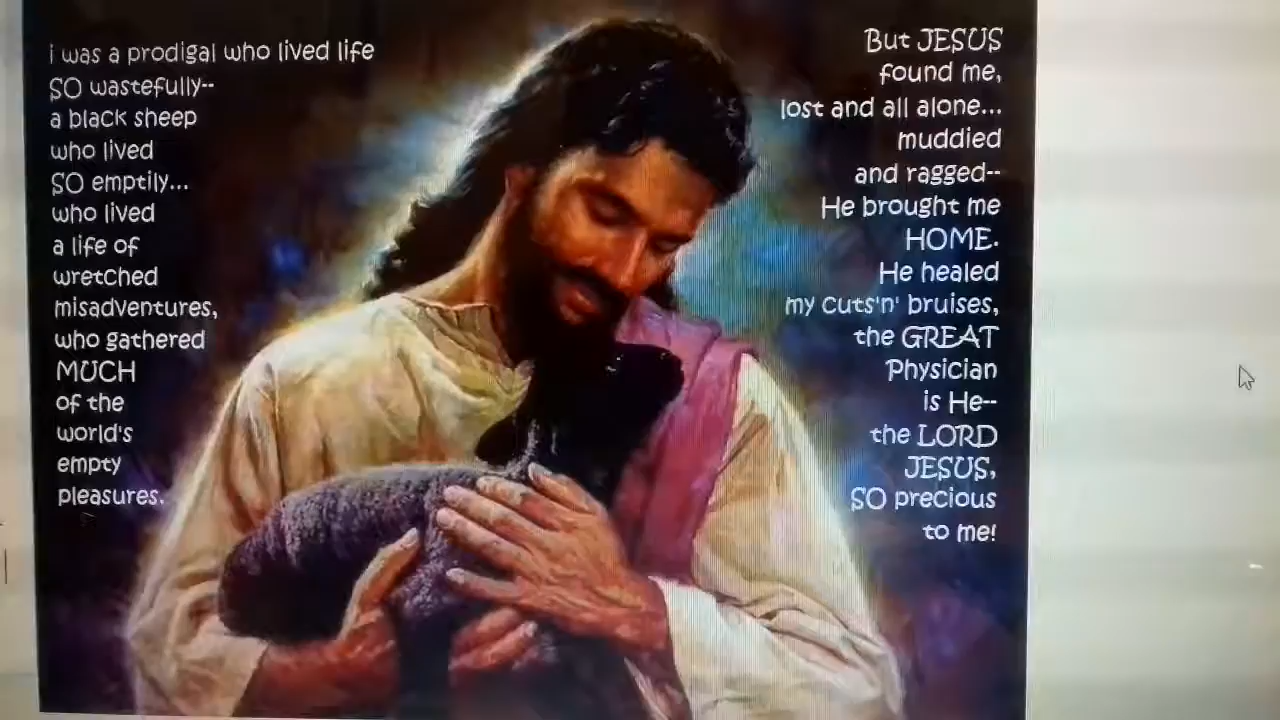 i was a prodigal who lived life
SO wastefully--
a black sheep
who lived
SO emptily...
who lived
a life of
wretched
misadventures,
who gathered
MUCH
of the
world's
empty
pleasures.
But JESUS
found me,
lost and all alone...
muddied
and ragged--
He brought me
HOME.
He healed
my cuts'n' bruises,
the GREAT
Physician
is He--
the LORD
JESUS,
SO precious
to me!